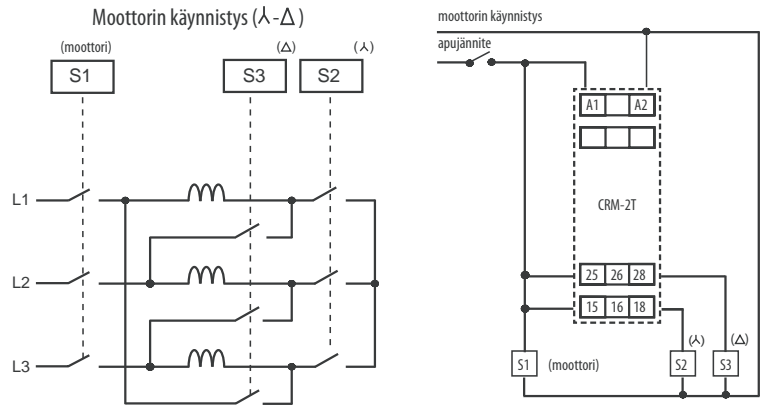 Moottorin käynnistys (⅄-Δ)
(moottori) (Δ) (⅄)
S1 S3 S2
L1
L2
L3
moottorin käynnistys
apujännite
A1 A2
CRM-2T
25 26 28
15 16 18
(⅄) (Δ)
S1 (moottori) S2 S3